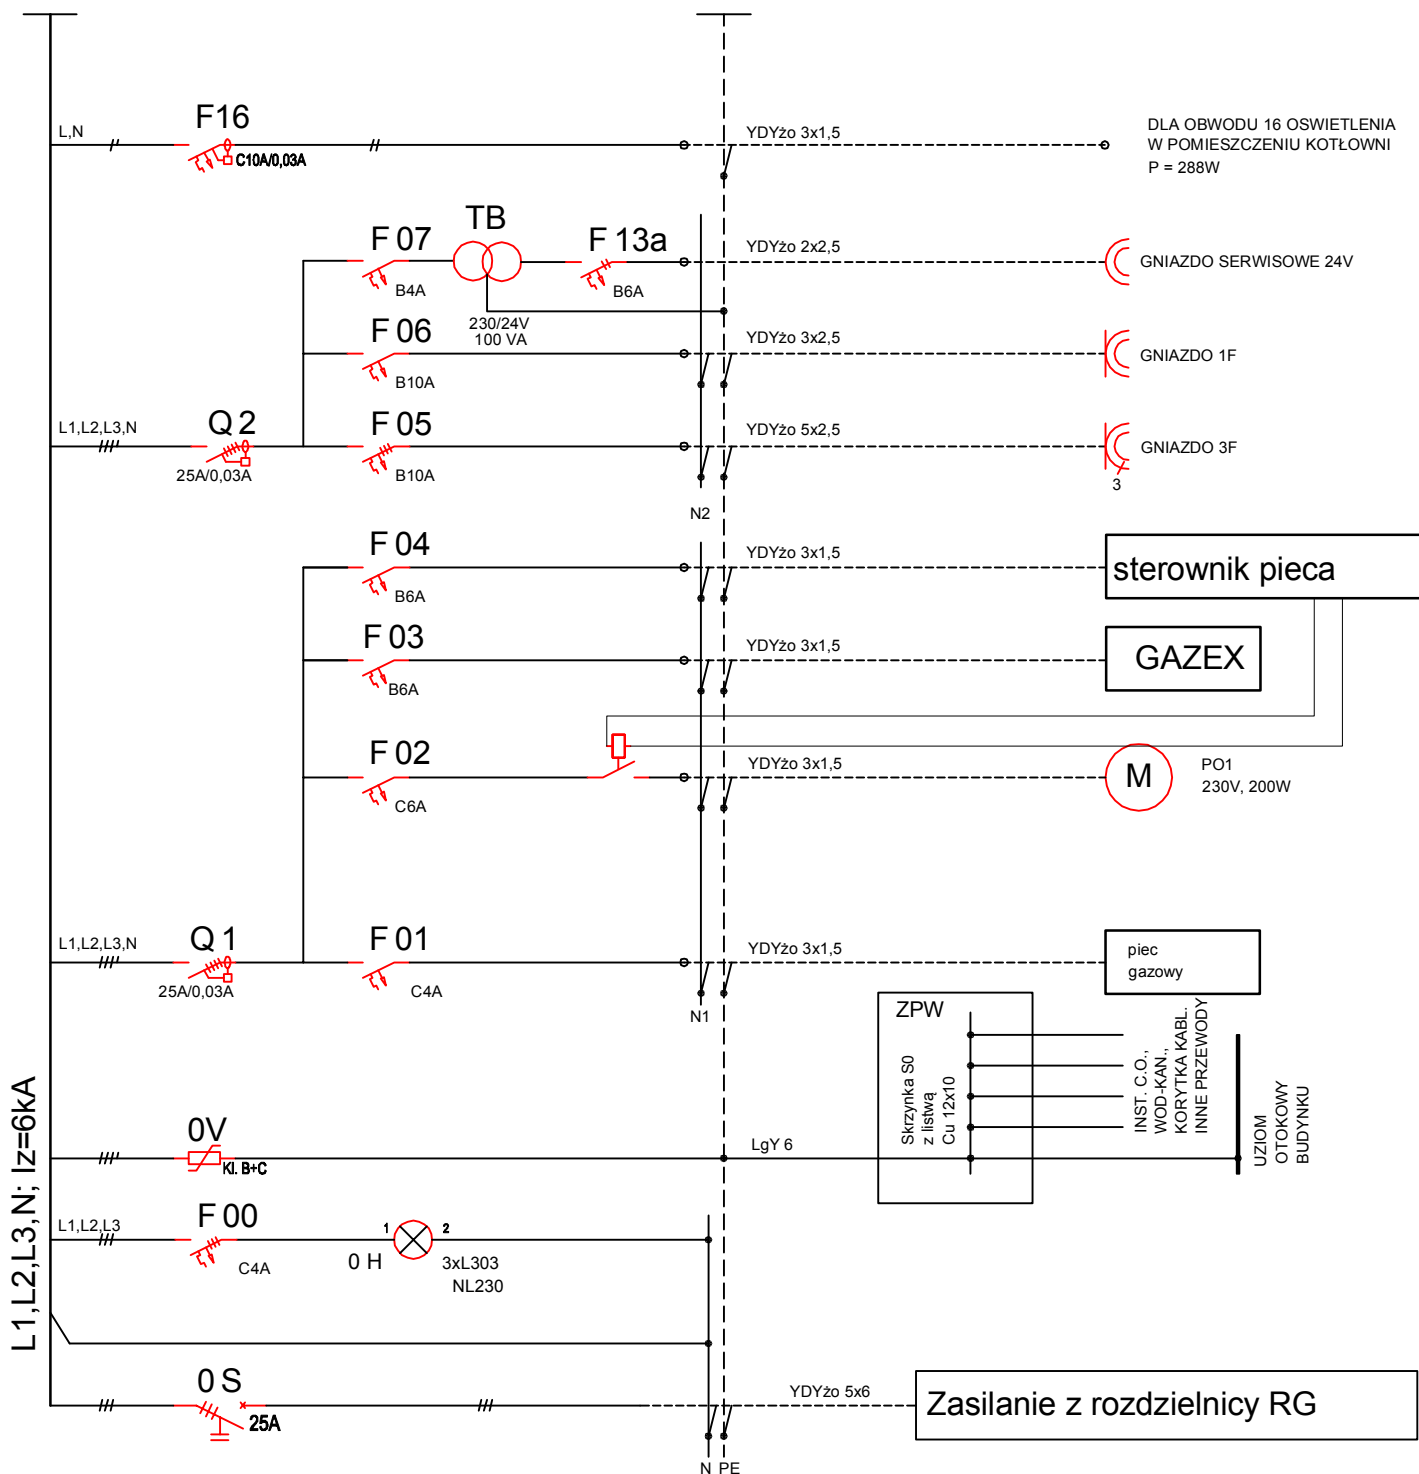 F16
L,N
C10A/0,03A
YDYżo 3x1,5
DLA OBWODU 16 OSWIETLENIA
W POMIESZCZENIU KOTŁOWNI
P = 288W
F 07
B4A
TB
230/24V
100 VA
F 13a
B6A
YDYżo 2x2,5
GNIAZDO SERWISOWE 24V
F 06
B10A
YDYżo 3x2,5
GNIAZDO 1F
L1,L2,L3,N
Q 2
25A/0,03A
F 05
B10A
YDYżo 5x2,5
GNIAZDO 3F
3
N2
F 04
B6A
YDYżo 3x1,5
sterownik pieca
F 03
B6A
YDYżo 3x1,5
GAZEX
F 02
C6A
YDYżo 3x1,5
M
PO1
230V, 200W
L1,L2,L3,N
Q 1
25A/0,03A
F 01
C4A
YDYżo 3x1,5
piec
gazowy
N1
ZPW
Skrzynka S0
z listwą
Cu 12x10
INST. C.O.,
WOD-KAN.,
KORYTKA KABL.
INNE PRZEWODY
UZIOM
OTOKOWY
BUDYNKU
L1,L2,L3,N; Iz=6kA
0V
Kl. B+C
LgY 6
L1,L2,L3
F 00
C4A
1
2
0 H
3xL303
NL230
0 S
25A
YDYżo 5x6
Zasilanie z rozdzielnicy RG
N
PE